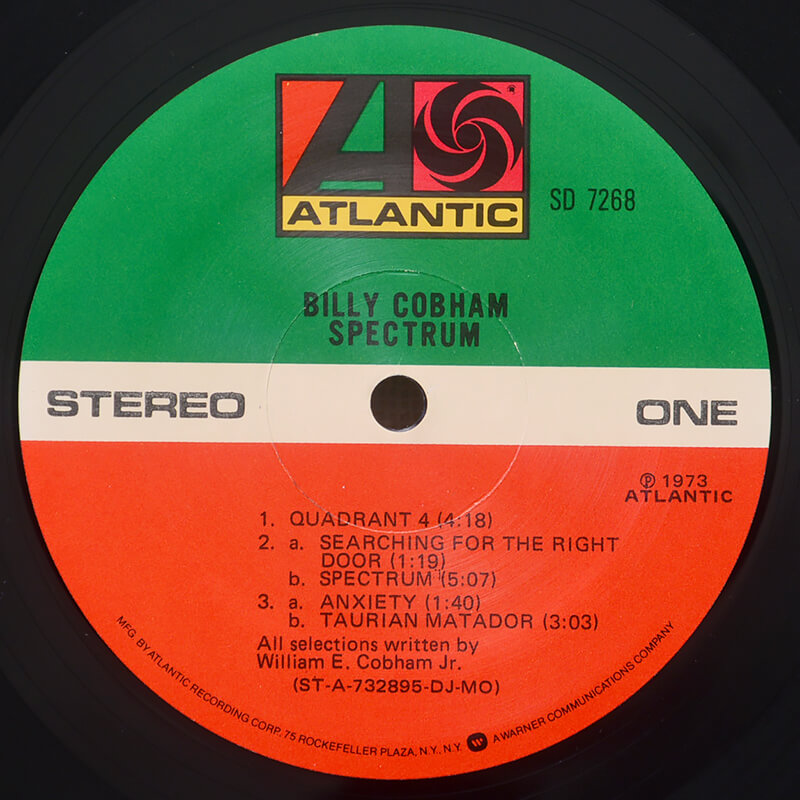 ATLANTIC
SD 7268
BILLY COBHAM
SPECTRUM
STEREO
ONE
℗ 1973
ATLANTIC
1. QUADRANT 4 (4:18)
2. a. SEARCHING FOR THE RIGHT
DOOR (1:19)
b. SPECTRUM (5:07)
3. a. ANXIETY (1:40)
b. TAURIAN MATADOR (3:03)
All selections written by
William E. Cobham Jr.
(ST-A-732895-DJ-MO)
MFG. BY ATLANTIC RECORDING CORP. 75 ROCKEFELLER PLAZA, N.Y., N.Y. W A WARNER COMMUNICATIONS COMPANY